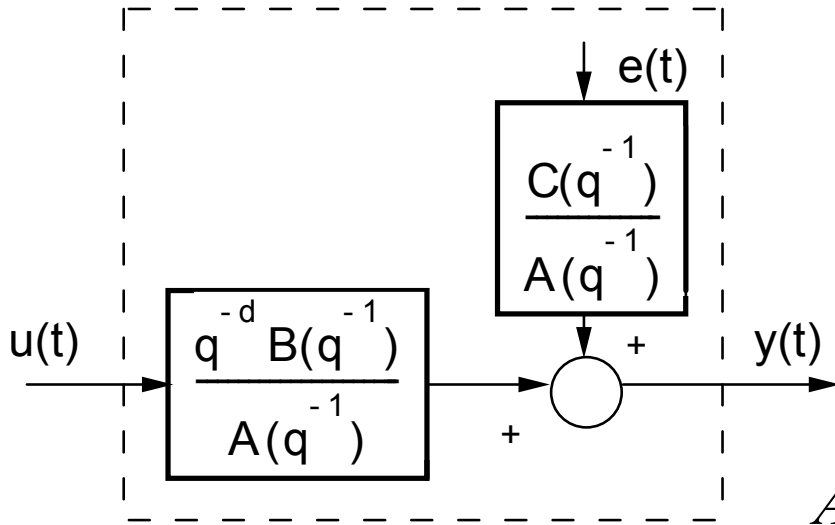 e(t)
C(q^-1)
A(q^-1)
u(t)
q^-d B(q^-1)
A(q^-1)
+
+
y(t)